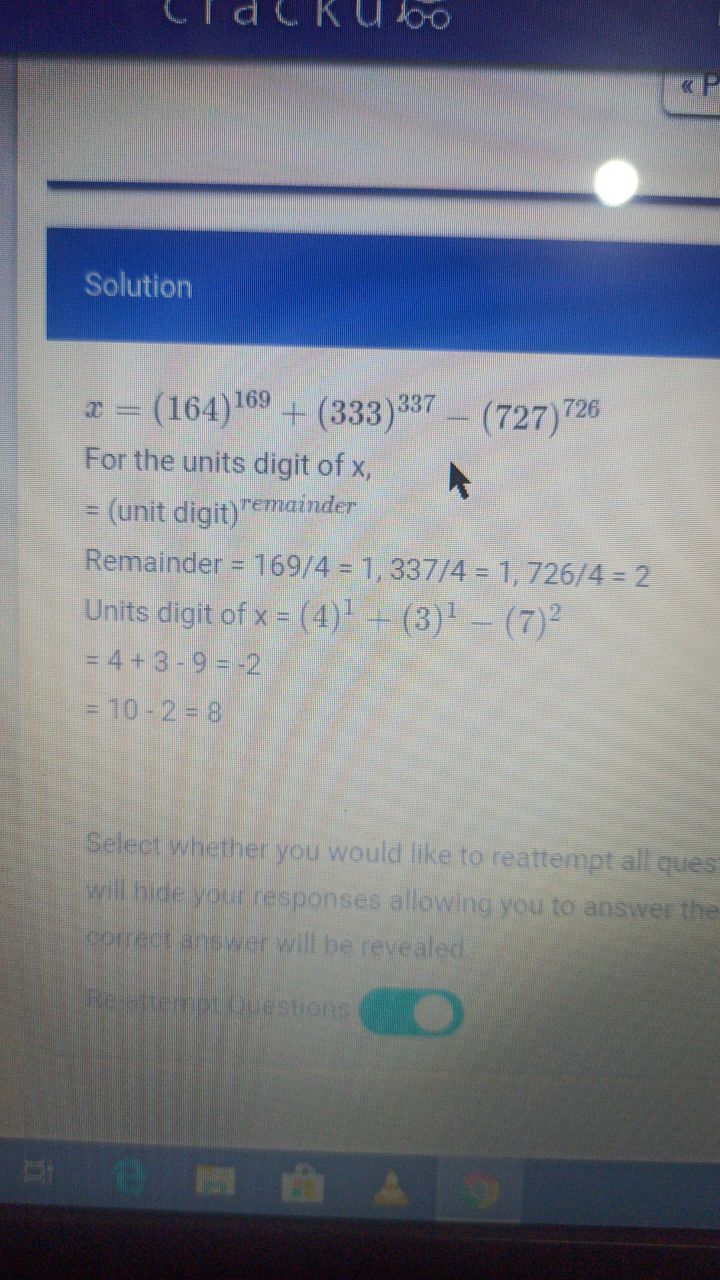 cracku
« P
Solution
x = (164)^169 + (333)^337 − (727)^726
For the units digit of x,
= (unit digit)^remainder
Remainder = 169/4 = 1, 337/4 = 1, 726/4 = 2
Units digit of x = (4)^1 + (3)^1 − (7)^2
= 4 + 3 - 9 = -2
= 10 - 2 = 8
Select whether you would like to reattempt all ques
will hide your responses allowing you to answer the
correct answer will be revealed.
Re-attempt Questions